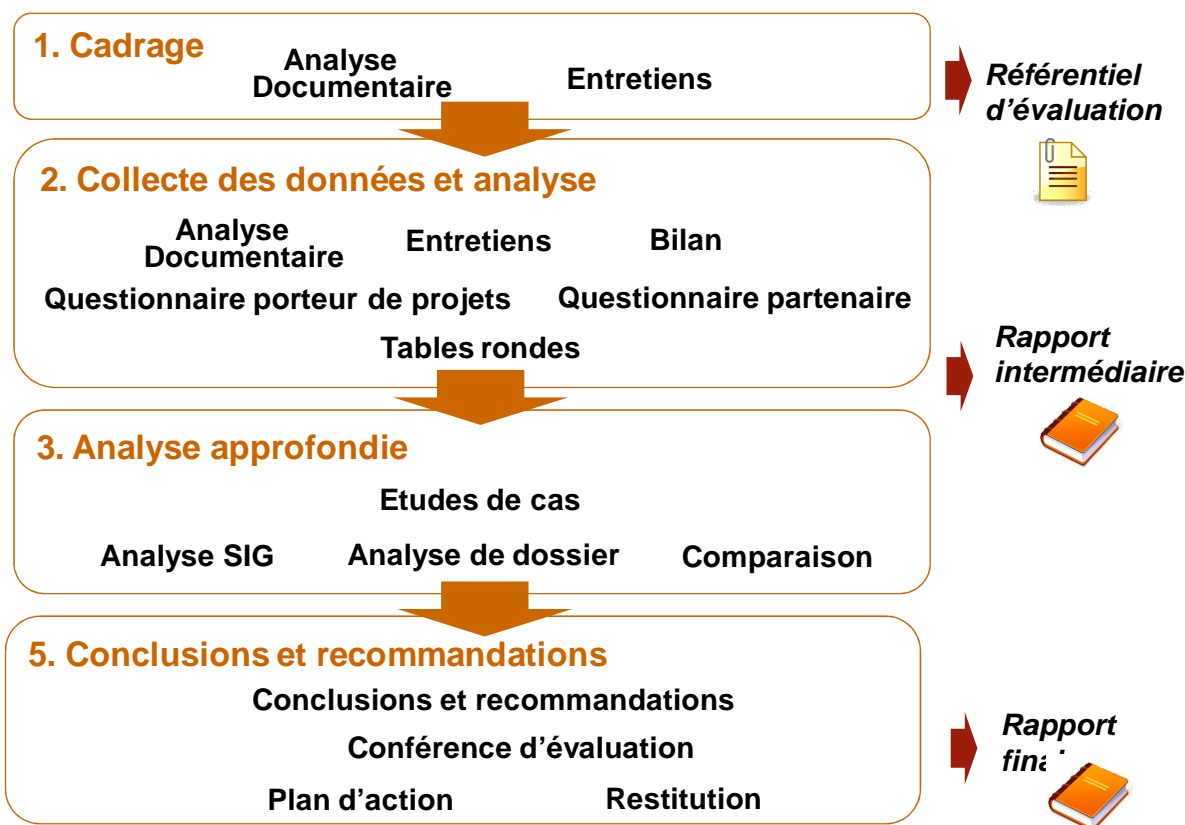 1. Cadrage
Analyse
Documentaire
Entretiens
Référentiel
d’évaluation
2. Collecte des données et analyse
Analyse
Documentaire
Entretiens
Bilan
Questionnaire porteur de projets
Questionnaire partenaire
Tables rondes
Rapport
intermédiaire
3. Analyse approfondie
Etudes de cas
Analyse SIG
Analyse de dossier
Comparaison
5. Conclusions et recommandations
Conclusions et recommandations
Conférence d’évaluation
Plan d’action
Restitution
Rapport